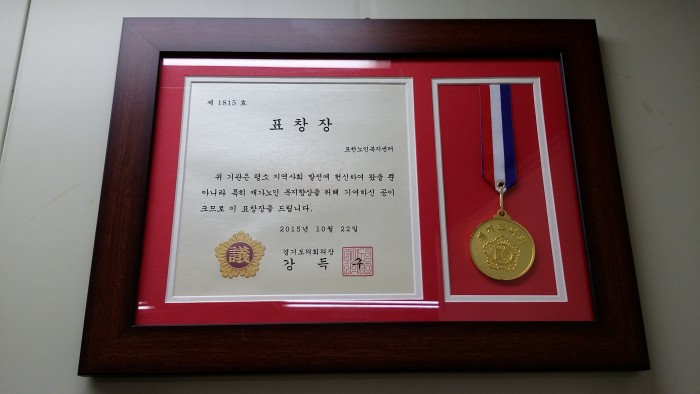 제 1815 호
표 창 장
포천노인복지센터
귀 기관은 평소 지역사회 발전에 헌신하여 왔을 뿐
아니라 특히 재가노인 복지향상을 위해 기여하신 공이
크므로 이 표창장을 드립니다.
2015년 10월 22일
議
경기도의회의장
강 득 구